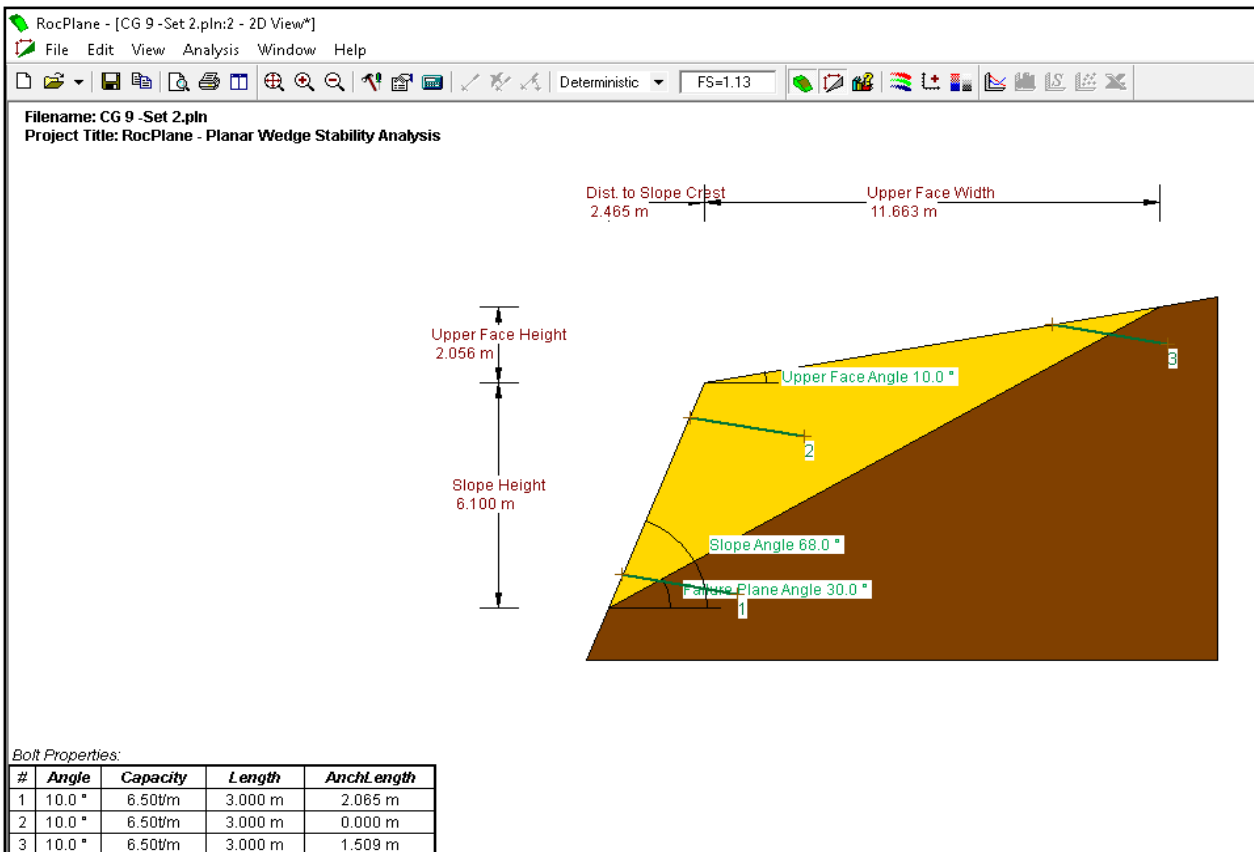 RocPlane - [CG 9 -Set 2.pln:2 - 2D View*]
File Edit View Analysis Window Help
Deterministic FS=1.13
Filename: CG 9 -Set 2.pln
Project Title: RocPlane - Planar Wedge Stability Analysis
Dist. to Slope Crest
2.465 m
Upper Face Width
11.663 m
Upper Face Height
2.056 m
Upper Face Angle 10.0 °
3
2
Slope Height
6.100 m
Slope Angle 68.0 °
Failure Plane Angle 30.0 °
1
Bolt Properties:
# Angle Capacity Length AnchLength
1 10.0 ° 6.50t/m 3.000 m 2.065 m
2 10.0 ° 6.50t/m 3.000 m 0.000 m
3 10.0 ° 6.50t/m 3.000 m 1.509 m